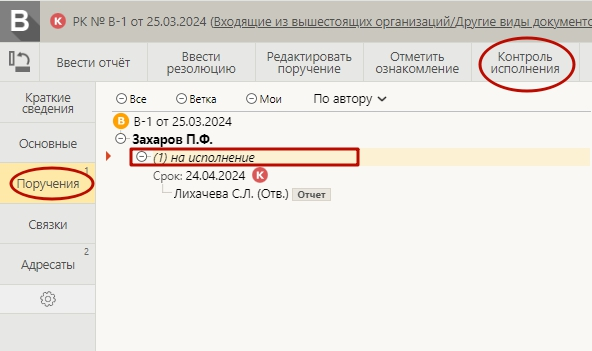 В К РК № В-1 от 25.03.2024 (Входящие из вышестоящих организаций/Другие виды документо
Ввести отчёт
Ввести резолюцию
Редактировать поручение
Отметить ознакомление
Контроль исполнения
Краткие сведения
Все Ветка Мои По автору
В В-1 от 25.03.2024
Основные
Захаров П.Ф.
(1) на исполнение
Поручения 1
Срок: 24.04.2024 К
Лихачева С.Л. (Отв.) Отчет
Связки
Адресаты 2